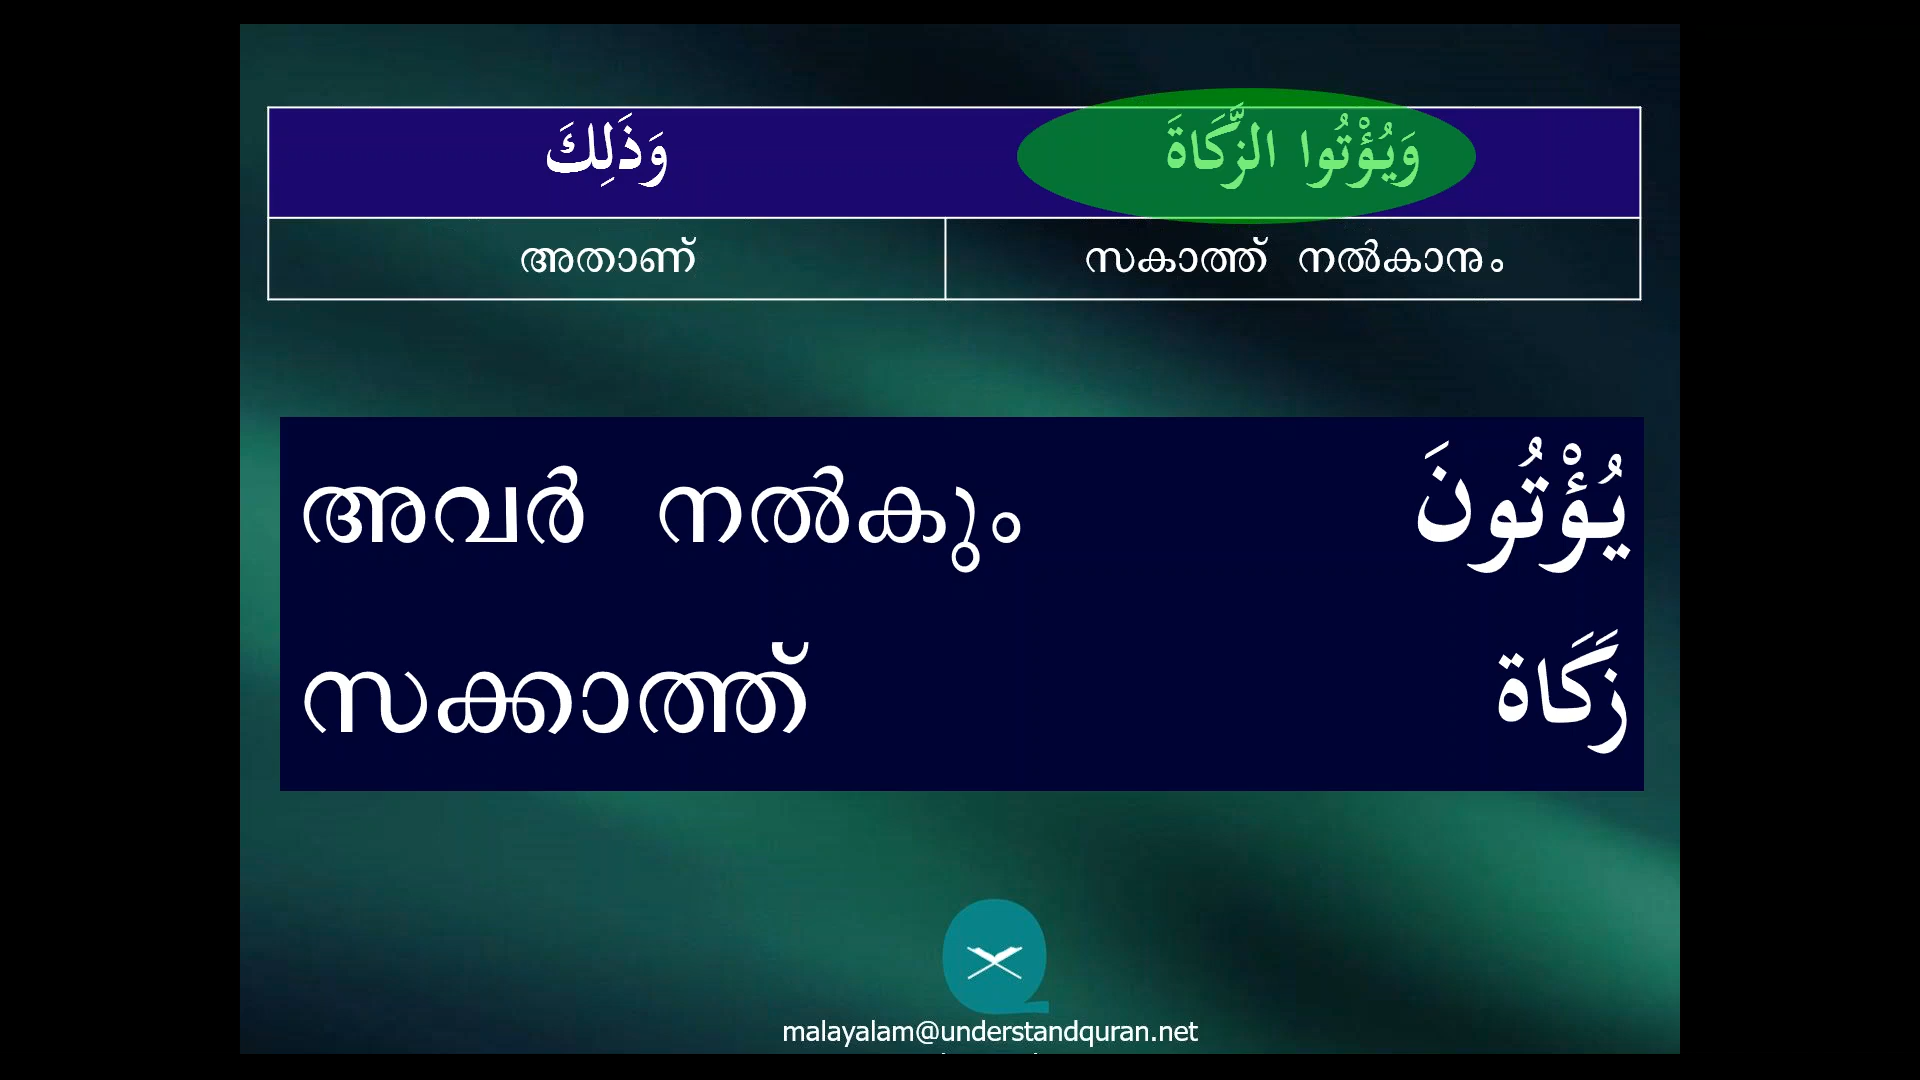 وَيُؤْتُوا الزَّكَاةَ وَذَلِكَ
സകാത്ത് നൽകാനും അതാണ്
يُؤْتُونَ അവർ നൽകും
زَكَاة സക്കാത്ത്
malayalam@understandquran.net